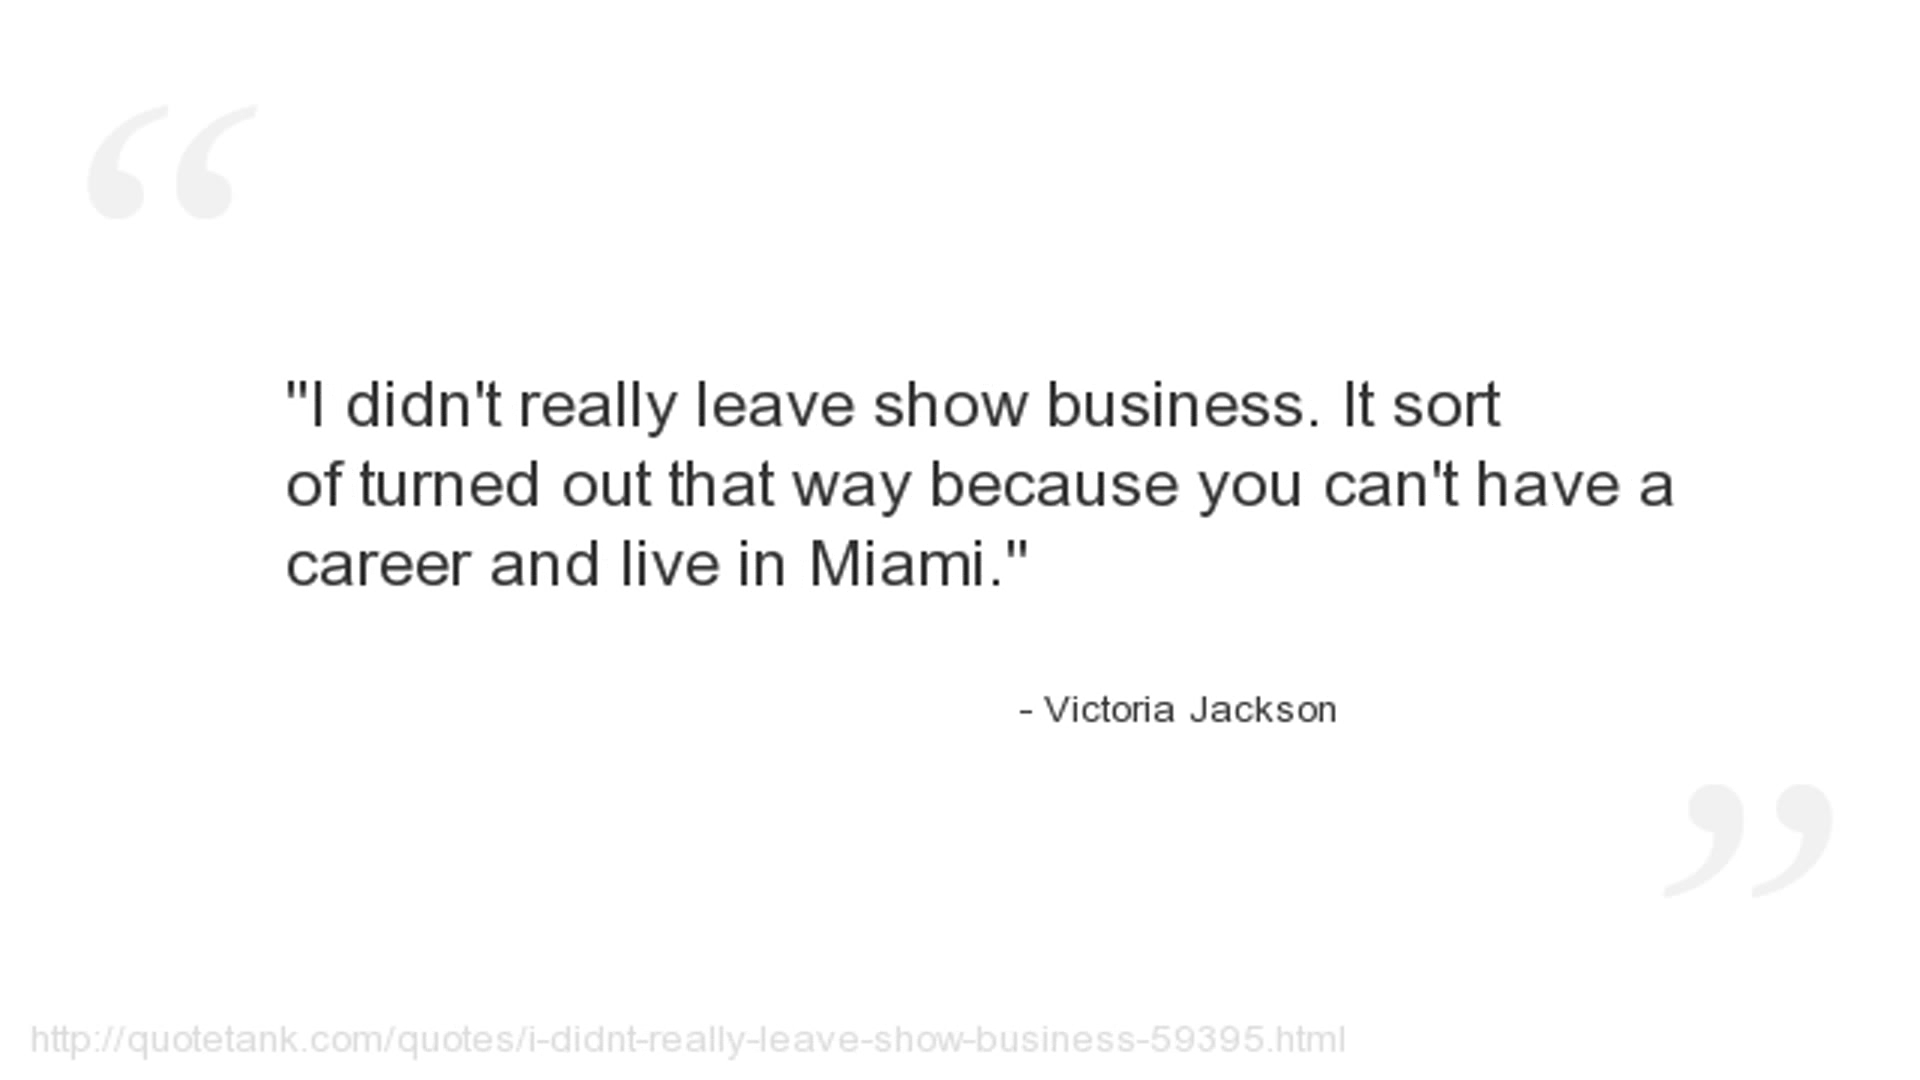 "I didn't really leave show business. It sort
of turned out that way because you can't have a
career and live in Miami."
- Victoria Jackson
http://quotetank.com/quotes/i-didnt-really-leave-show-business-59395.html